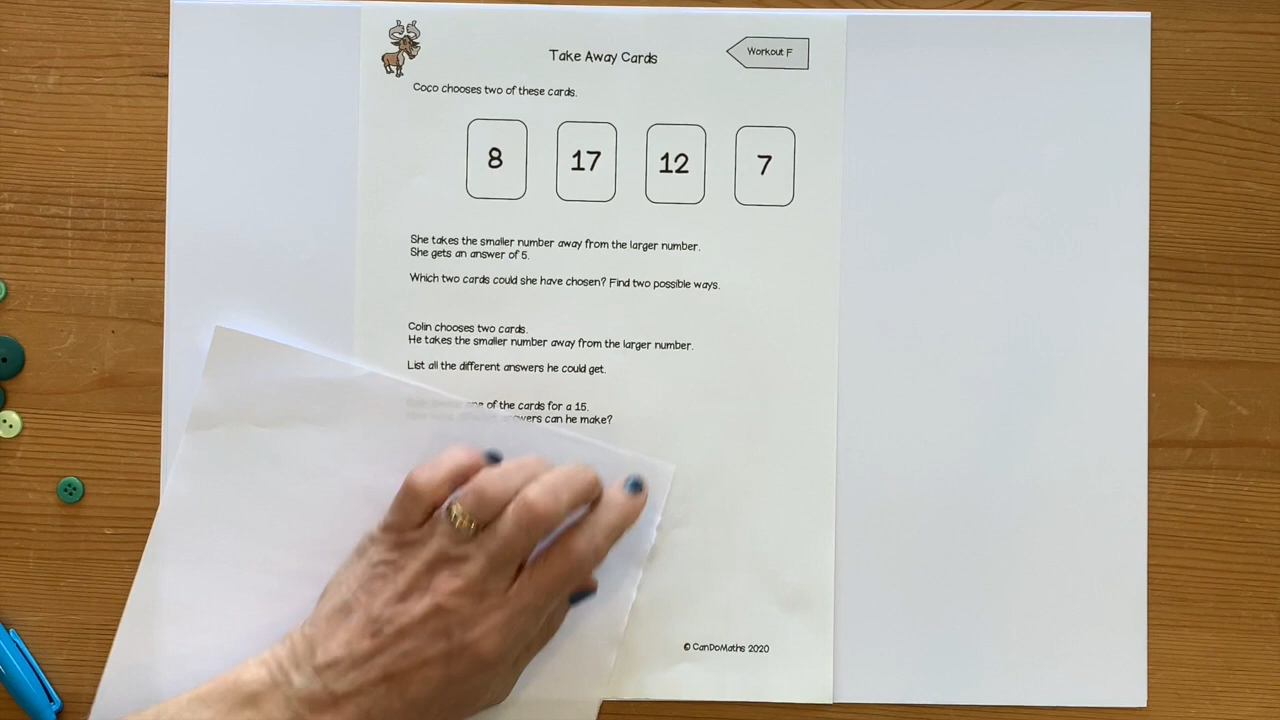 Take Away Cards
Workout F
Coco chooses two of these cards.
8 17 12 7
She takes the smaller number away from the larger number.
She gets an answer of 5.
Which two cards could she have chosen? Find two possible ways.
Colin chooses two cards.
He takes the smaller number away from the larger number.
List all the different answers he could get.
of the cards for a 15.
can he make?
© CanDoMaths 2020